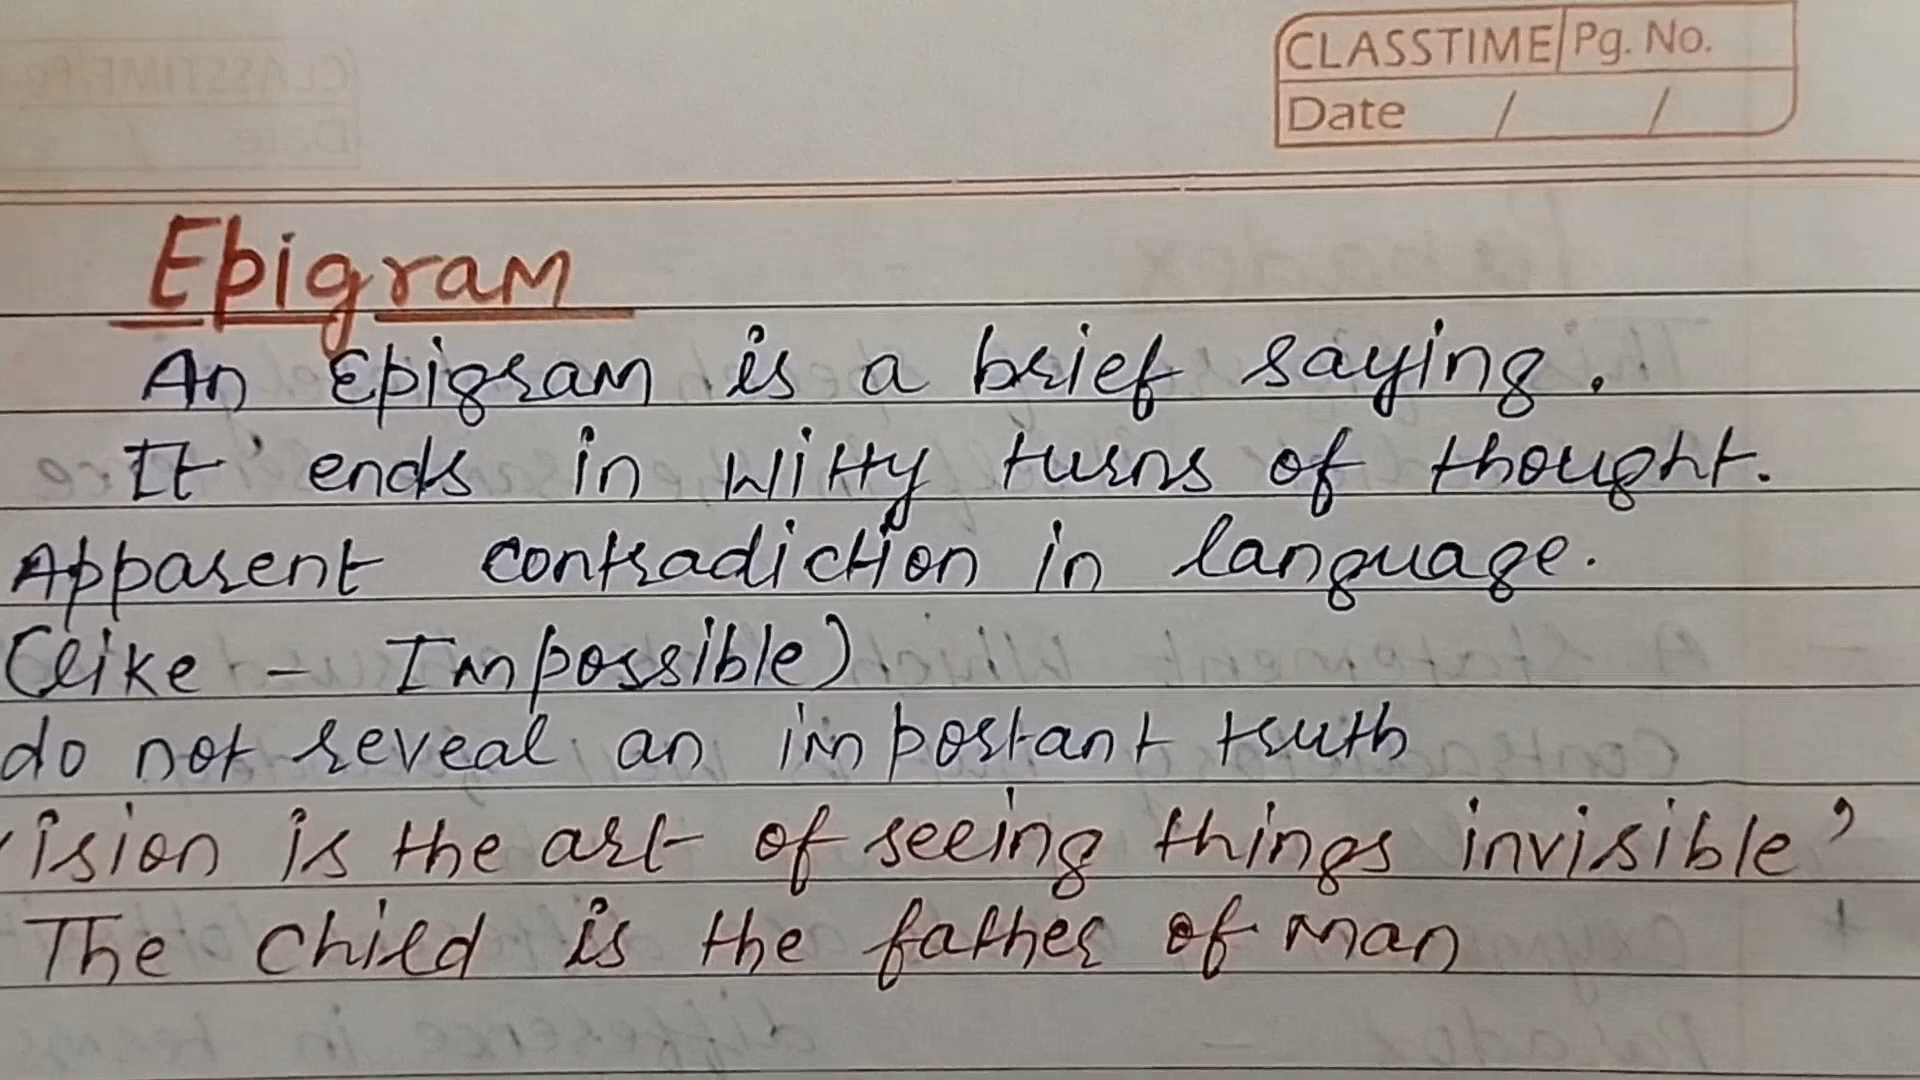 CLASSTIME Pg. No.
Date / /
Epigram
An Epigram is a brief saying.
It ends in witty turns of thought.
Apparent contradiction in language.
(like - Impossible)
do not reveal an important truth
ision is the art of seeing things invisible’
The child is the father of man